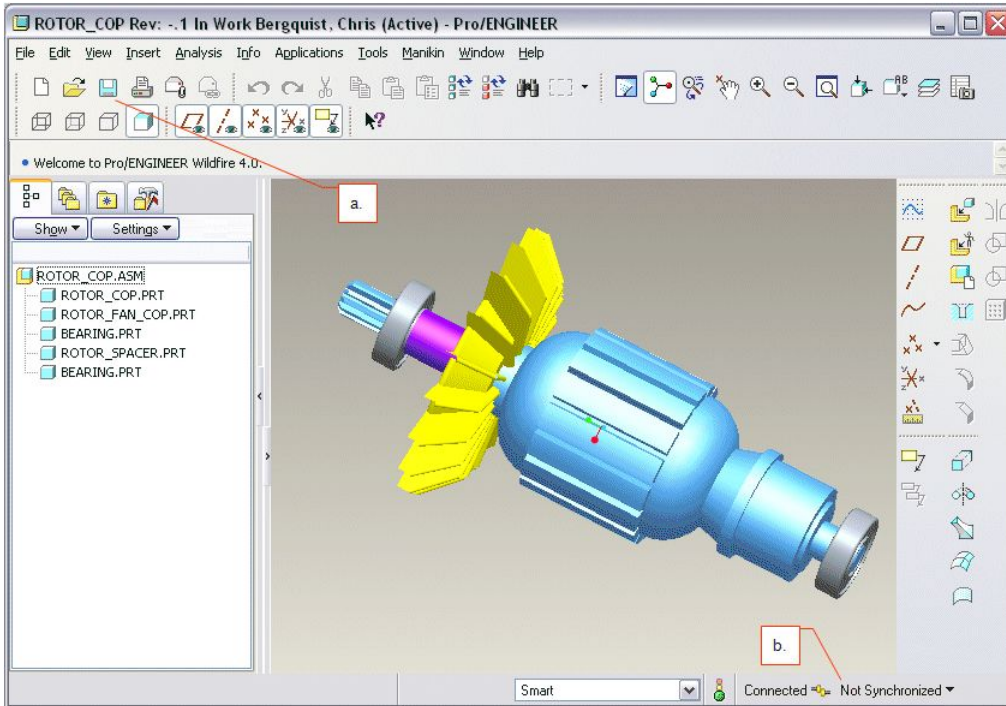 ROTOR_COP Rev: -.1 In Work Bergquist, Chris (Active) - Pro/ENGINEER
File Edit View Insert Analysis Info Applications Tools Manikin Window Help
• Welcome to Pro/ENGINEER Wildfire 4.0.
a.
Show Settings
ROTOR_COP.ASM
ROTOR_COP.PRT
ROTOR_FAN_COP.PRT
BEARING.PRT
ROTOR_SPACER.PRT
BEARING.PRT
b.
Smart Connected Not Synchronized